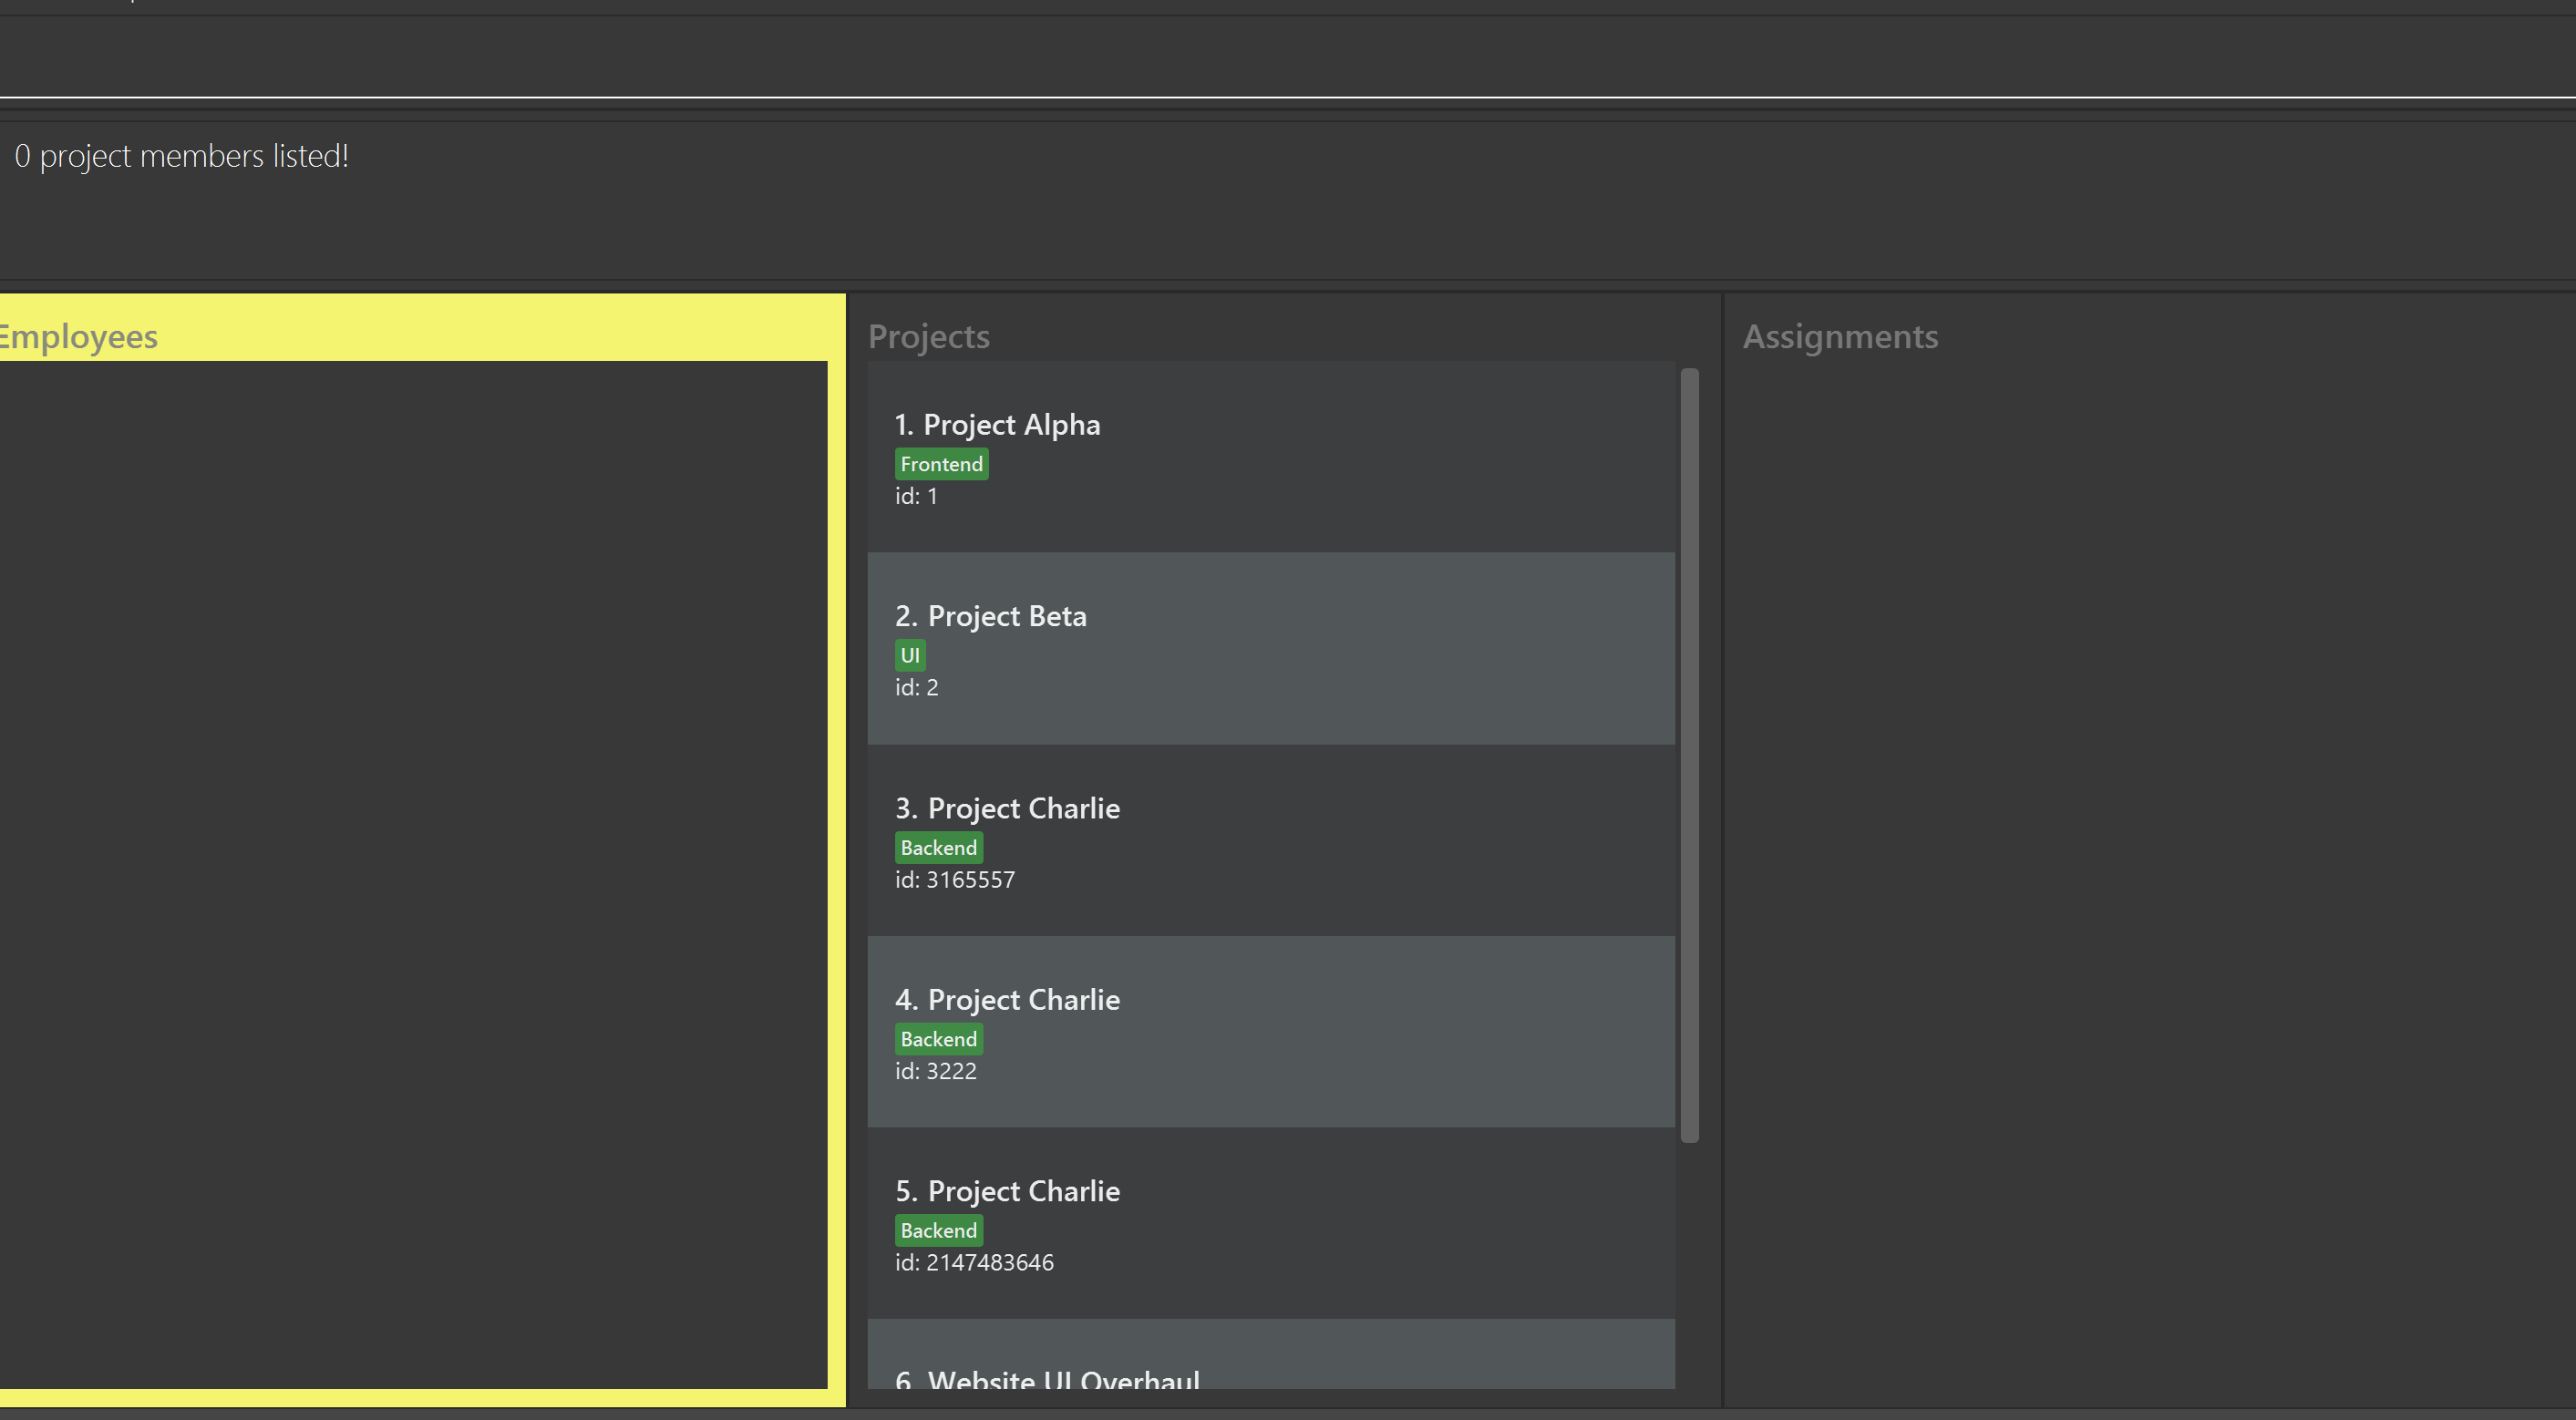 0 project members listed!
Employees
Projects
Assignments
1. Project Alpha
Frontend
id: 1
2. Project Beta
UI
id: 2
3. Project Charlie
Backend
id: 3165557
4. Project Charlie
Backend
id: 3222
5. Project Charlie
Backend
id: 2147483646
6. Website UI Overhaul